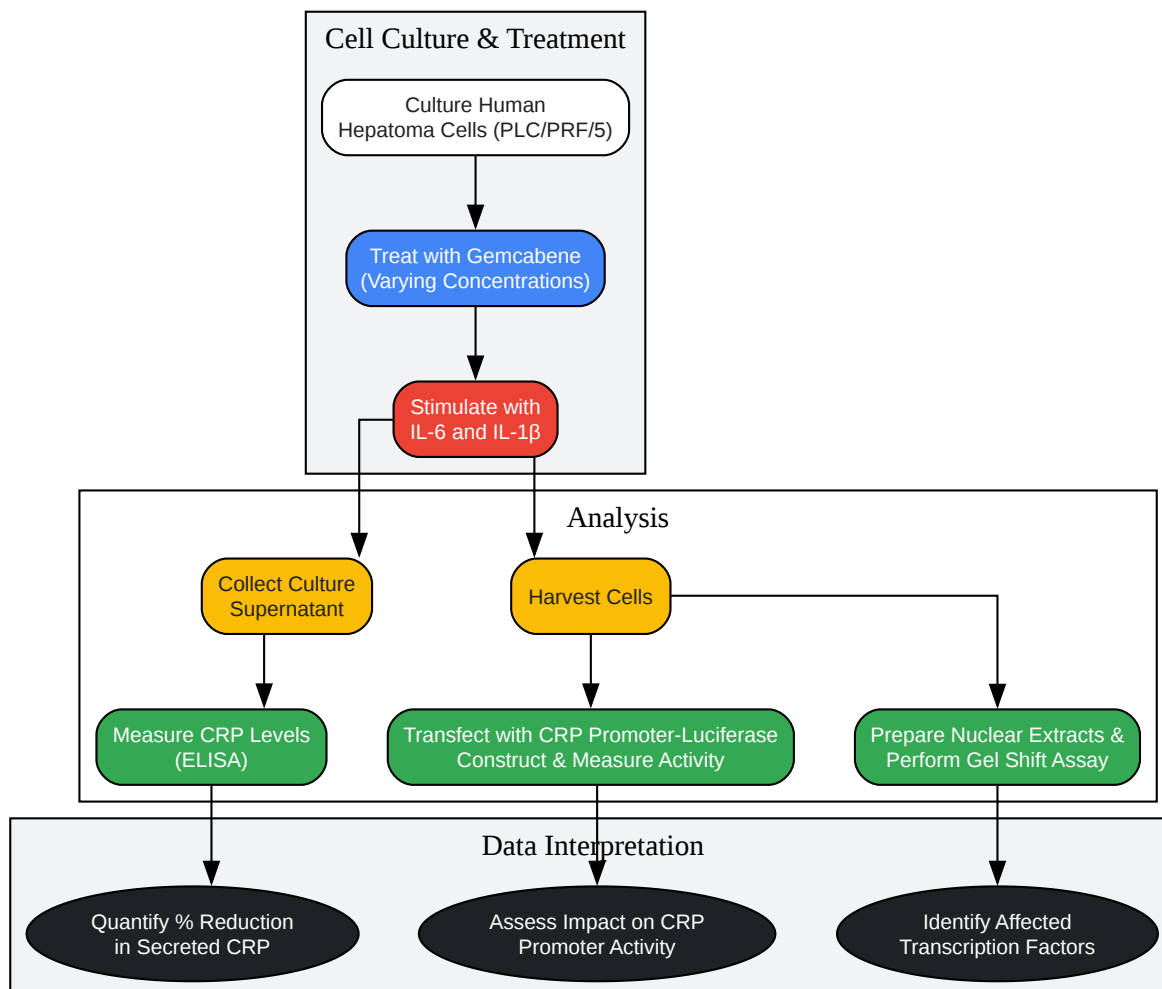 Cell Culture & Treatment
Culture Human
Hepatoma Cells (PLC/PRF/5)
Treat with Gemcabene
(Varying Concentrations)
Stimulate with
IL-6 and IL-1β
Analysis
Collect Culture
Supernatant
Harvest Cells
Measure CRP Levels
(ELISA)
Transfect with CRP Promoter-Luciferase
Construct & Measure Activity
Prepare Nuclear Extracts &
Perform Gel Shift Assay
Data Interpretation
Quantify % Reduction
in Secreted CRP
Assess Impact on CRP
Promoter Activity
Identify Affected
Transcription Factors